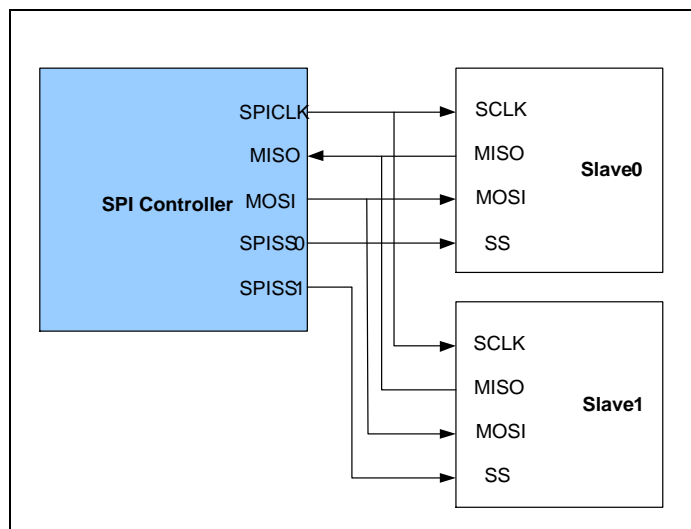 SPI Controller
SPICLK
MISO
MOSI
SPISS0
SPISS1
SCLK
MISO
MOSI
SS
Slave0
SCLK
MISO
MOSI
SS
Slave1